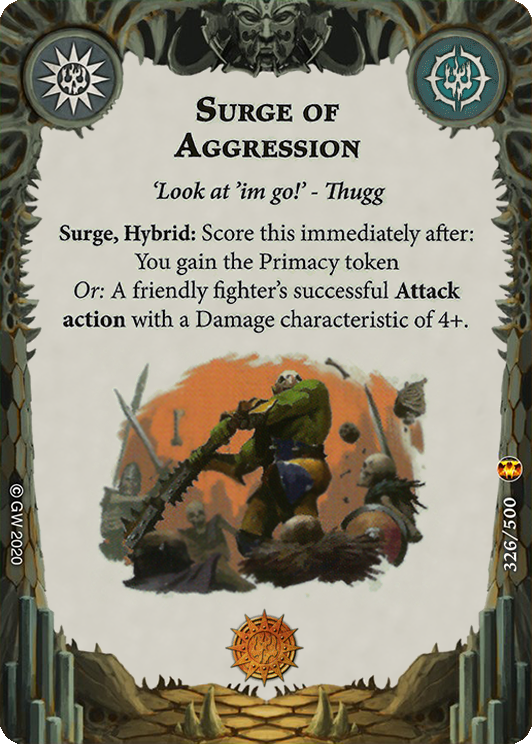 Surge of
Aggression
‘Look at ’im go!’ - Thugg
Surge, Hybrid: Score this immediately after:
You gain the Primacy token
Or: A friendly fighter’s successful Attack
action with a Damage characteristic of 4+.
© GW 2020
326/500